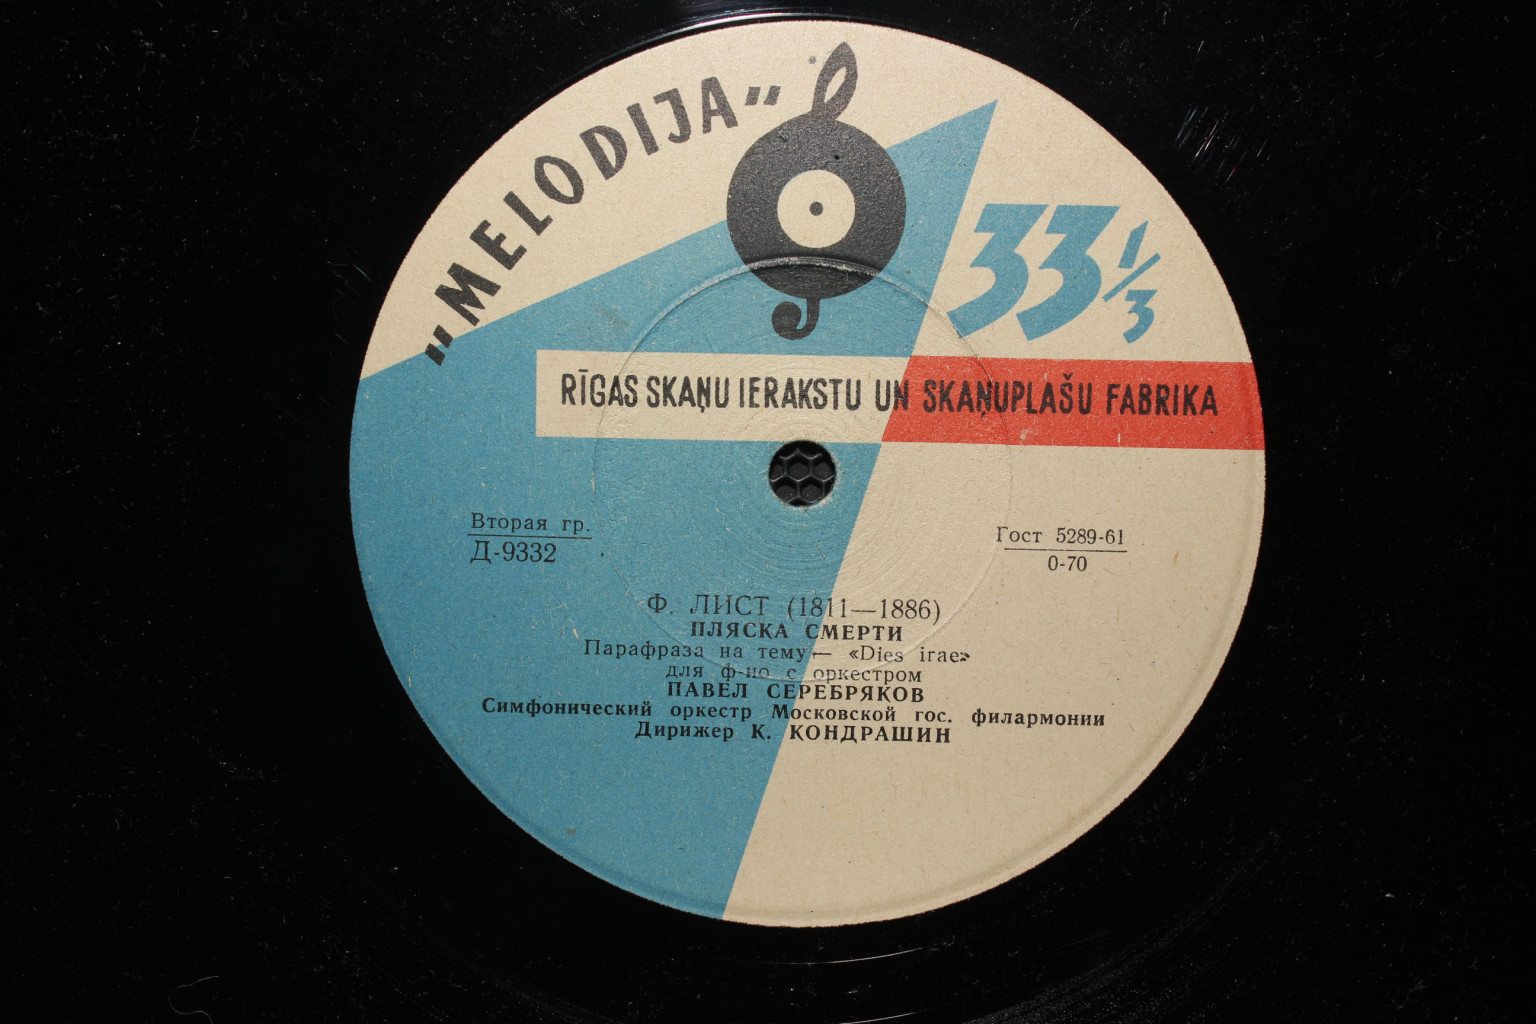 „MELODIJA”
33 1/3
RĪGAS SKAŅU IERAKSTU UN SKAŅUPLAŠU FABRIKA
Вторая гр.
Д-9332
Гост 5289-61
0-70
Ф. ЛИСТ (1811—1886)
ПЛЯСКА СМЕРТИ
Парафраза на тему — «Dies irae»
для ф-но с оркестром
ПАВЕЛ СЕРЕБРЯКОВ
Симфонический оркестр Московской гос. филармонии
Дирижер К. КОНДРАШИН